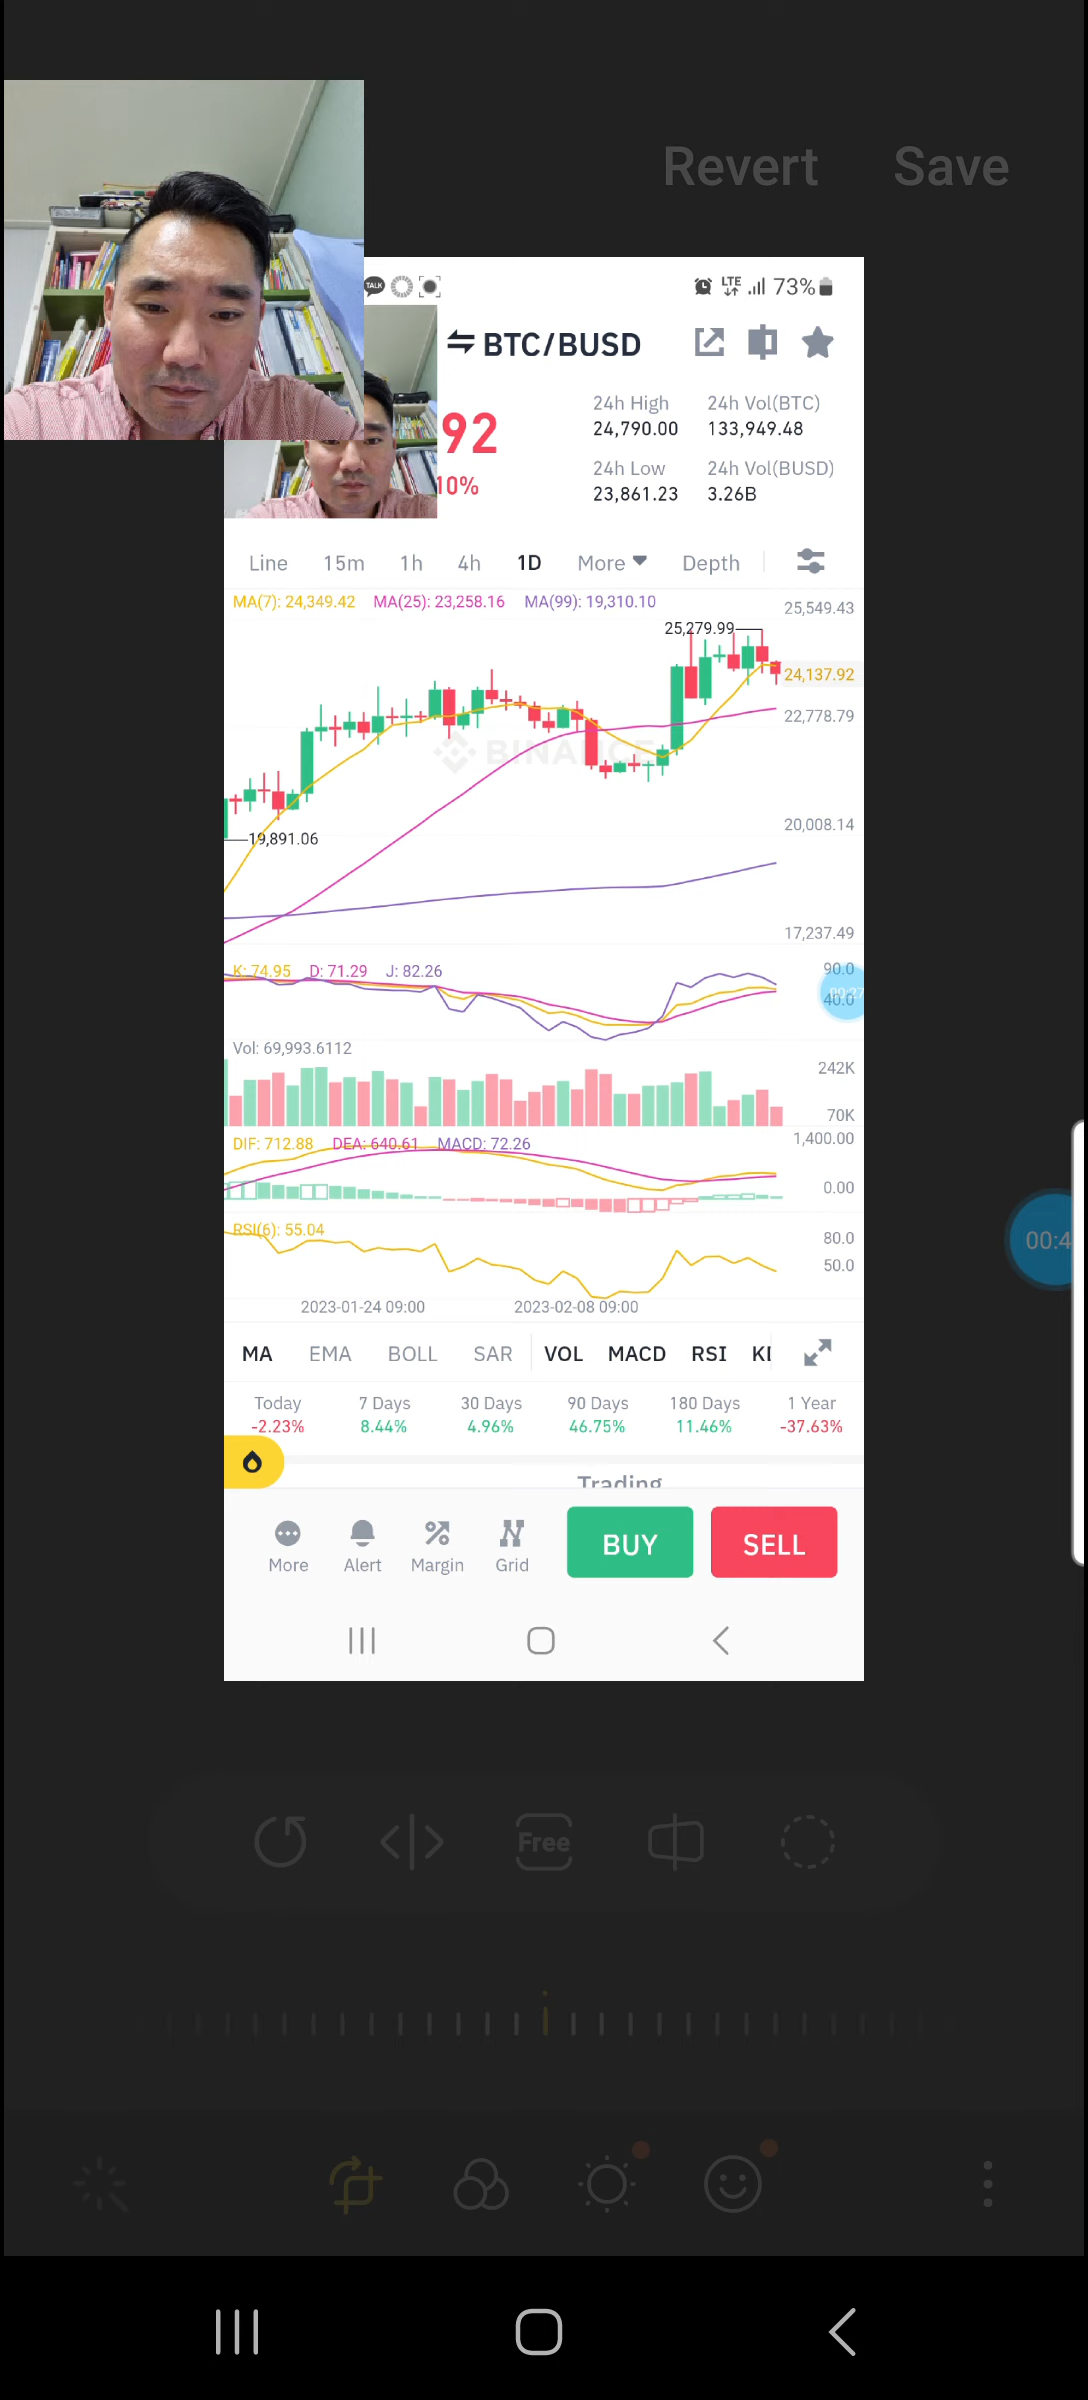 Revert Save
TALK LTE 73%
BTC/BUSD
92
10%
24h High 24h Vol(BTC)
24,790.00 133,949.48
24h Low 24h Vol(BUSD)
23,861.23 3.26B
Line 15m 1h 4h 1D More Depth
MA(7): 24,349.42 MA(25): 23,258.16 MA(99): 19,310.10
25,549.43
25,279.99
24,137.92
22,778.79
BINANCE
20,008.14
19,891.06
17,237.49
K: 74.95 D: 71.29 J: 82.26
90.0
00:27
40.0
Vol: 69,993.6112
242K
70K
DIF: 712.88 DEA: 640.61 MACD: 72.26
1,400.00
0.00
RSI(6): 55.04
80.0
00:4
50.0
2023-01-24 09:00 2023-02-08 09:00
MA EMA BOLL SAR VOL MACD RSI
Today 7 Days 30 Days 90 Days 180 Days 1 Year
-2.23% 8.44% 4.96% 46.75% 11.46% -37.63%
Trading
More Alert Margin Grid BUY SELL
Free